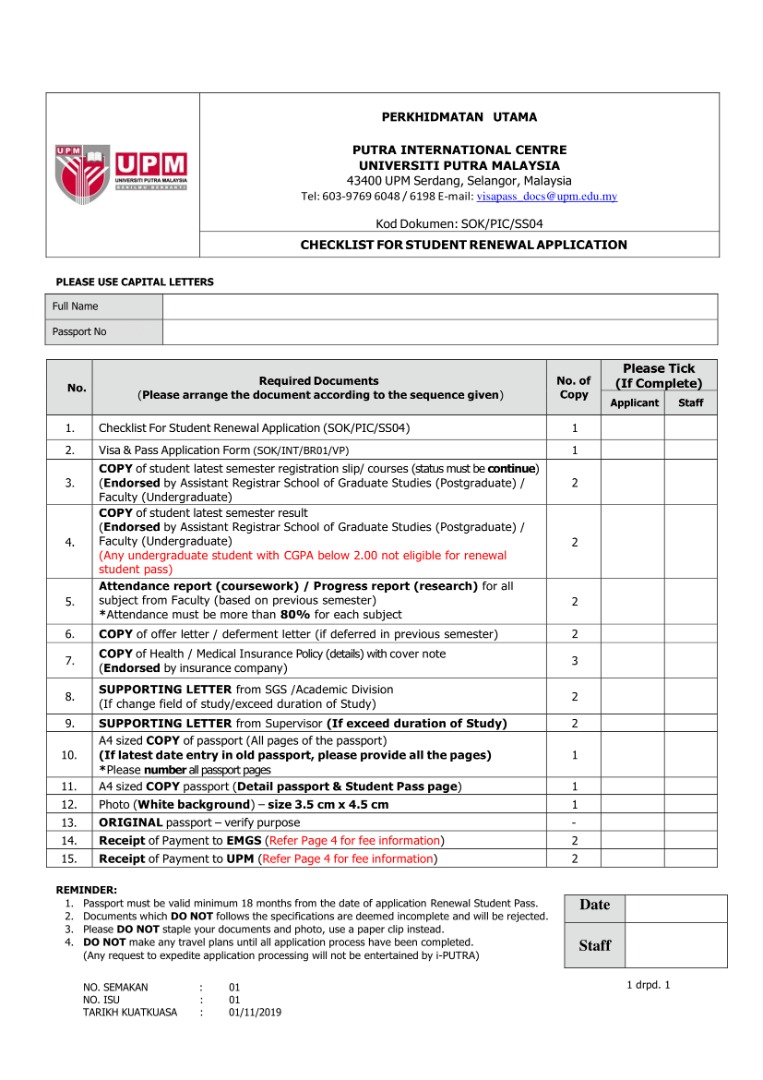 PERKHIDMATAN UTAMA
PUTRA INTERNATIONAL CENTRE
UNIVERSITI PUTRA MALAYSIA
43400 UPM Serdang, Selangor, Malaysia
Tel: 603-9769 6048 / 6198 E-mail: visapass_docs@upm.edu.my
Kod Dokumen: SOK/PIC/SS04
CHECKLIST FOR STUDENT RENEWAL APPLICATION
UPM
UPM
UNIVERSITI PUTRA MALAYSIA
BERILMU BERBAKTI
PLEASE USE CAPITAL LETTERS
Full Name
Passport No
No.
Required Documents
(Please arrange the document according to the sequence given)
No. of
Copy
Please Tick
(If Complete)
Applicant Staff
1. Checklist For Student Renewal Application (SOK/PIC/SS04) 1
2. Visa & Pass Application Form (SOK/INT/BR01/VP) 1
3. COPY of student latest semester registration slip/ courses (status must be continue)
(Endorsed by Assistant Registrar School of Graduate Studies (Postgraduate) /
Faculty (Undergraduate) 2
4. COPY of student latest semester result
(Endorsed by Assistant Registrar School of Graduate Studies (Postgraduate) /
Faculty (Undergraduate) 2
(Any undergraduate student with CGPA below 2.00 not eligible for renewal
student pass)
5. Attendance report (coursework) / Progress report (research) for all
subject from Faculty (based on previous semester) 2
*Attendance must be more than 80% for each subject
6. COPY of offer letter / deferment letter (if deferred in previous semester) 2
7. COPY of Health / Medical Insurance Policy (details) with cover note 3
(Endorsed by insurance company)
8. SUPPORTING LETTER from SGS /Academic Division 2
(If change field of study/exceed duration of Study)
9. SUPPORTING LETTER from Supervisor (If exceed duration of Study) 2
10. A4 sized COPY of passport (All pages of the passport)
(If latest date entry in old passport, please provide all the pages) 1
*Please number all passport pages
11. A4 sized COPY passport (Detail passport & Student Pass page) 1
12. Photo (White background) – size 3.5 cm x 4.5 cm 1
13. ORIGINAL passport – verify purpose -
14. Receipt of Payment to EMGS (Refer Page 4 for fee information) 2
15. Receipt of Payment to UPM (Refer Page 4 for fee information) 2
REMINDER:
1. Passport must be valid minimum 18 months from the date of application Renewal Student Pass.
2. Documents which DO NOT follows the specifications are deemed incomplete and will be rejected.
3. Please DO NOT staple your documents and photo, use a paper clip instead.
4. DO NOT make any travel plans until all application process have been completed.
(Any request to expedite application processing will not be entertained by i-PUTRA)
Date
Staff
NO. SEMAKAN : 01
NO. ISU : 01
TARIKH KUATKUASA : 01/11/2019
1 drpd. 1